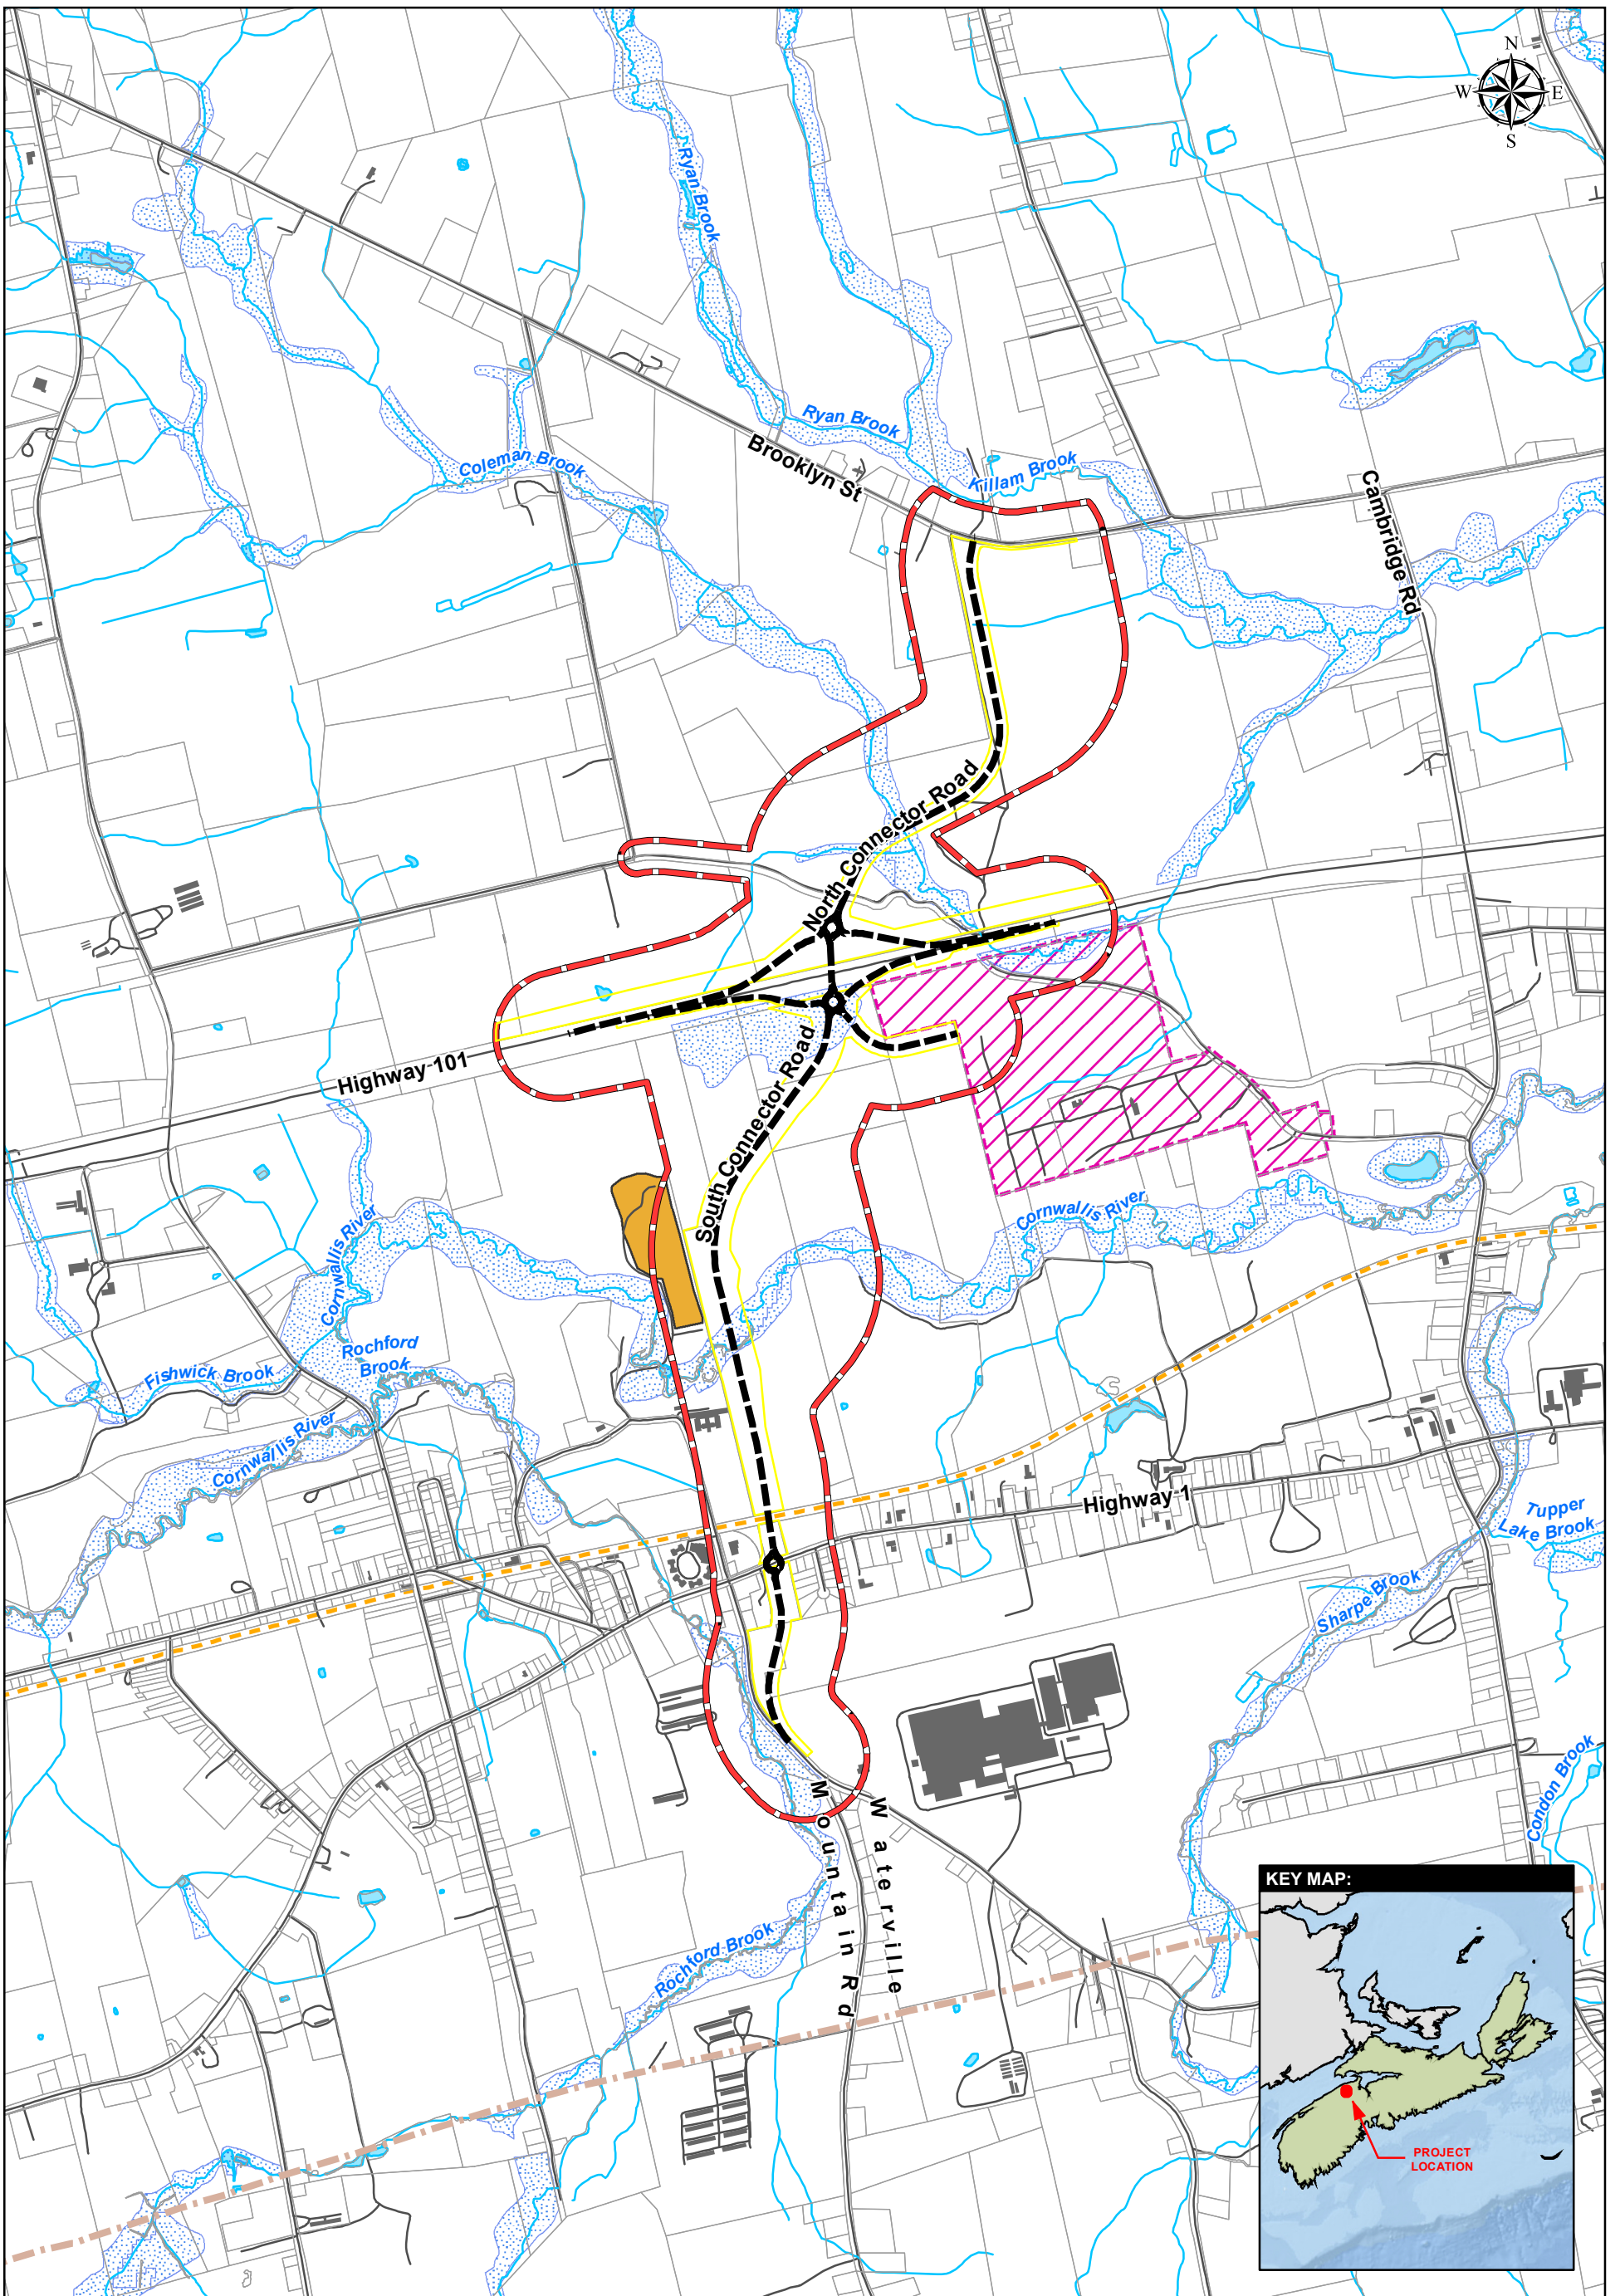 N
W E
S
Ryan Brook
Ryan Brook
Brooklyn St
Killam Brook
Coleman Brook
Cambridge Rd
North Connector Road
Highway 101
South Connector Road
Cornwallis River
Cornwallis River
Rochford
Brook
Fishwick Brook
Cornwallis River
Highway 1
Tupper
Lake Brook
Sharpe Brook
Condon Brook
Mountain Rd
Waterville
Rochford Brook
KEY MAP:
PROJECT
LOCATION